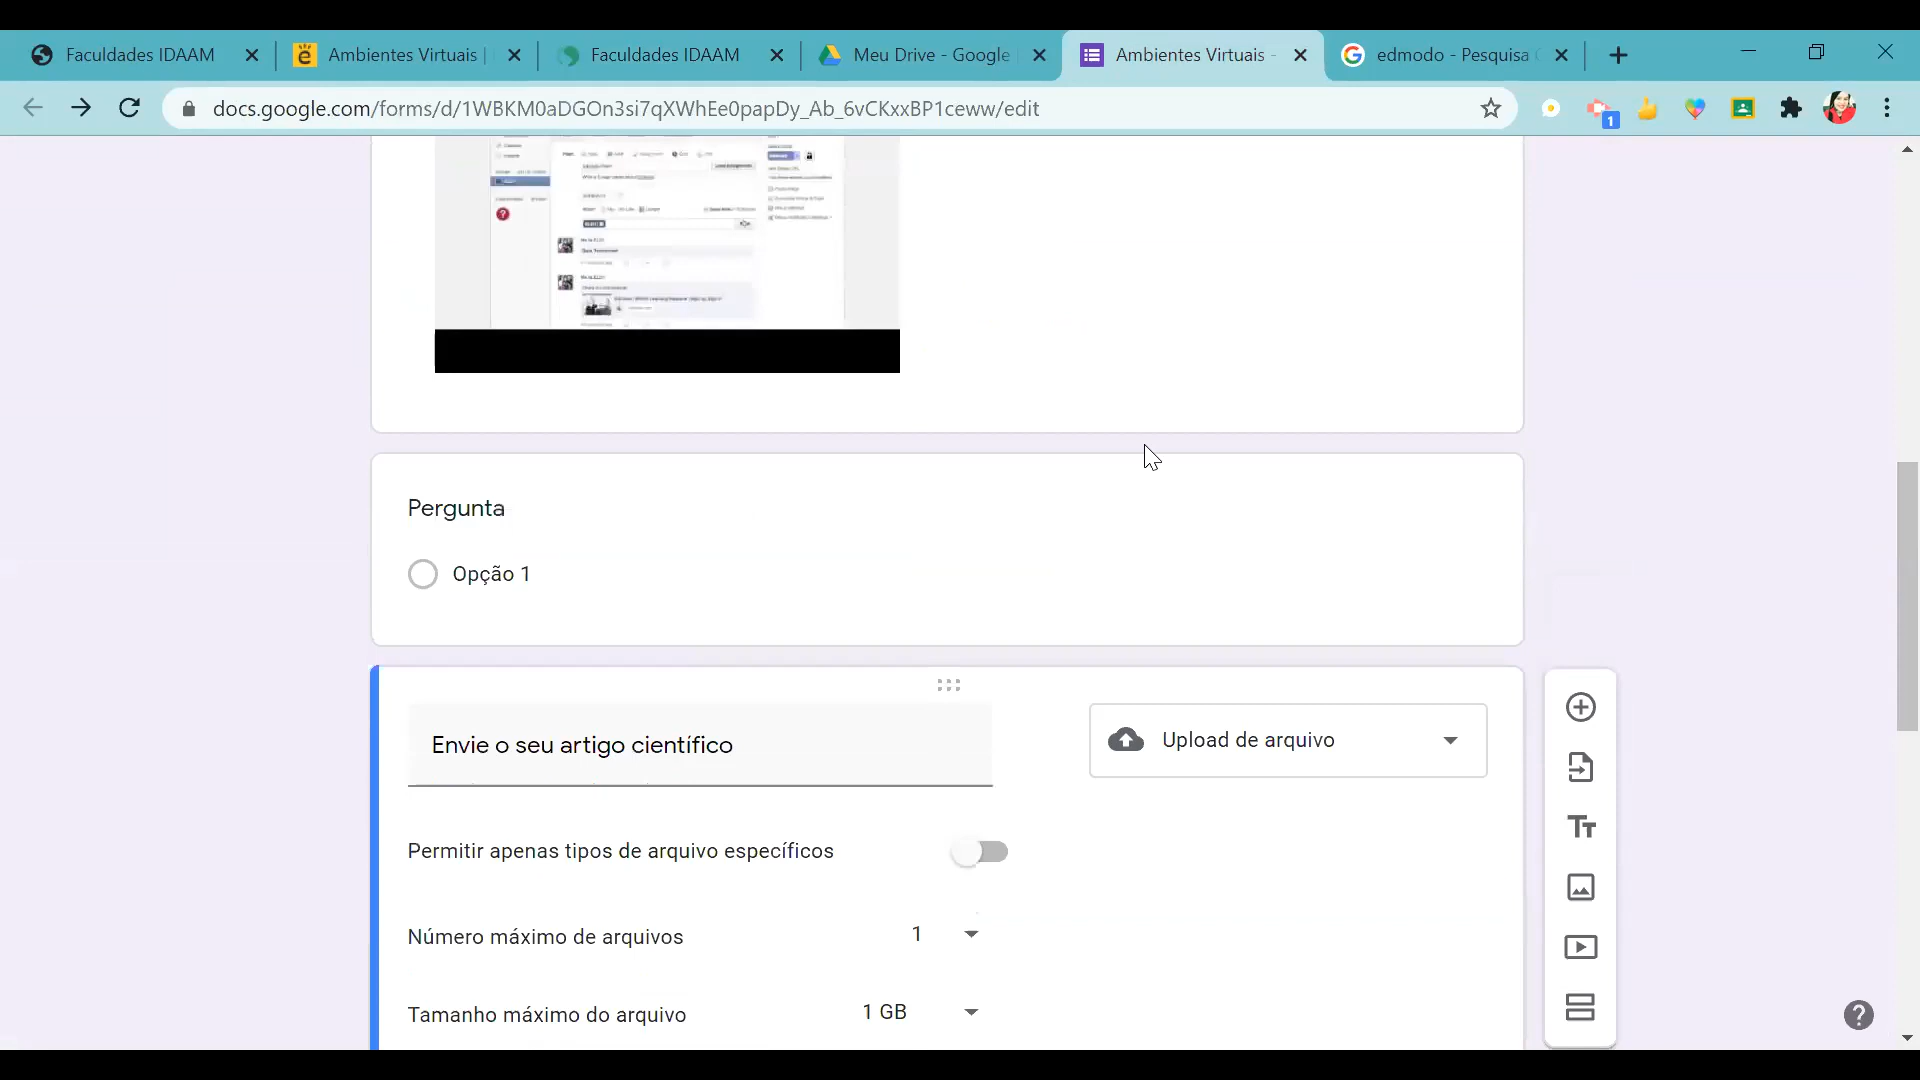 Faculdades IDAAM
Ambientes Virtuais |
Faculdades IDAAM
Meu Drive - Google
Ambientes Virtuais -
edmodo - Pesquisa
docs.google.com/forms/d/1WBKM0aDGOn3si7qXWhEe0papDy_Ab_6vCKxxBP1ceww/edit
1
Pergunta
Opção 1
Envie o seu artigo científico
Upload de arquivo
Permitir apenas tipos de arquivo específicos
Número máximo de arquivos
1
Tamanho máximo do arquivo
1 GB